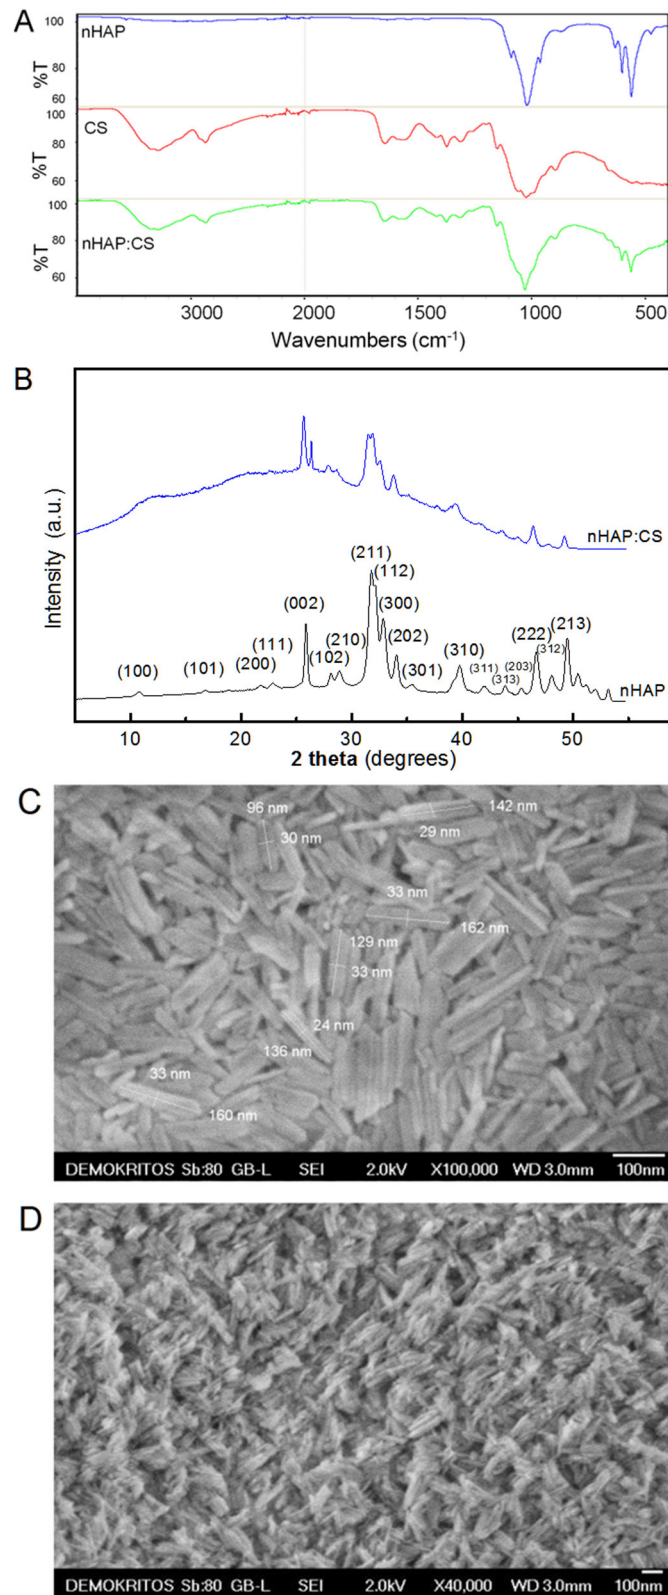 A
100
nHAP
%T
80
60
100
CS
%T
80
60
100
%T
80
nHAP:CS
60
3000 2000 1500 1000 500
Wavenumbers (cm⁻¹)
B
Intensity (a.u.)
nHAP:CS
(211)
(112)
(002)
(300)
(111)
(210)
(202)
(222)
(213)
(200)
(102)
(310)
(312)
(100)
(101)
(301)
(311)
(203)
(313)
nHAP
10 20 30 40 50
2 theta (degrees)
C
96 nm
142 nm
30 nm
29 nm
33 nm
162 nm
129 nm
33 nm
24 nm
136 nm
33 nm
160 nm
DEMOKRITOS Sb:80 GB-L SEI 2.0kV X100,000 WD 3.0mm 100nm
D
DEMOKRITOS Sb:80 GB-L SEI 2.0kV X40,000 WD 3.0mm 100nm